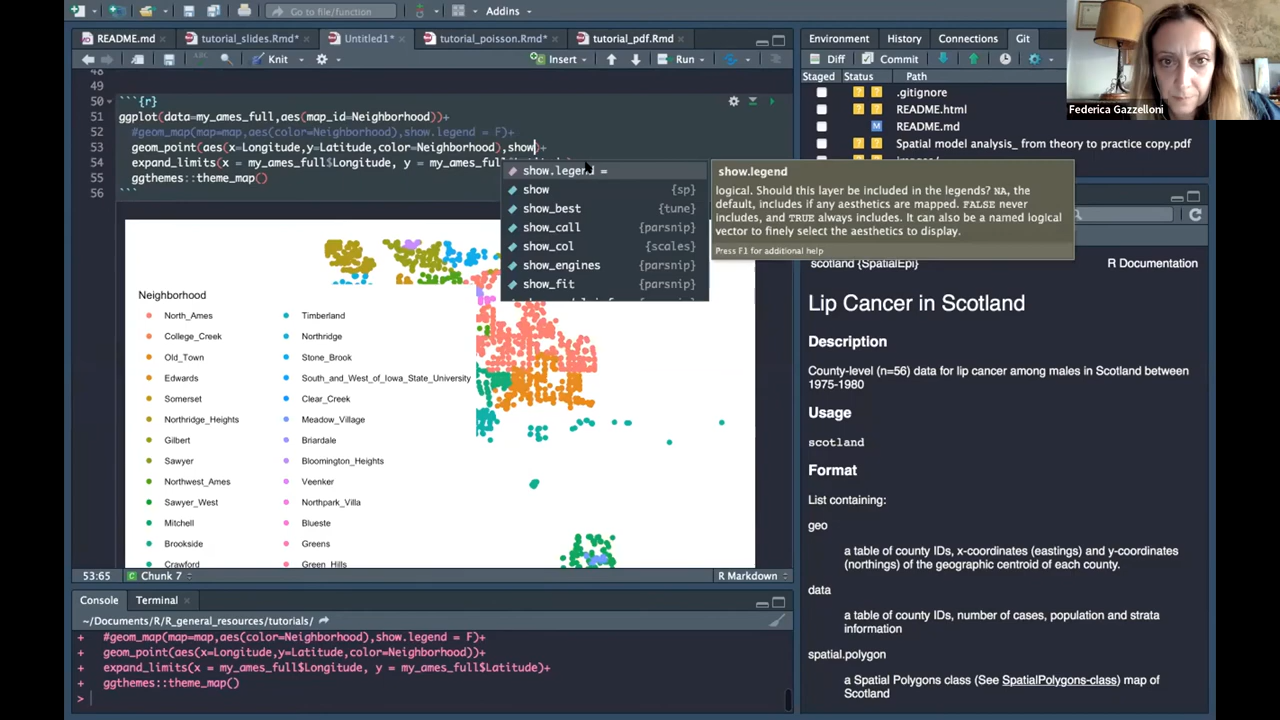 Go to file/function
Addins
README.md
tutorial_slides.Rmd*
Untitled1*
tutorial_poisson.Rmd*
tutorial_pdf.Rmd
Knit
Insert
Run
48
49
50 ```{r}
51 ggplot(data=my_ames_full,aes(map_id=Neighborhood))+
52 #geom_map(map=map,aes(color=Neighborhood),show.legend = F)+
53 geom_point(aes(x=Longitude,y=Latitude,color=Neighborhood),show)+
54 expand_limits(x = my_ames_full$Longitude, y = my_ames_full
55 ggthemes::theme_map()
56 ```
show.legend =
show {sp}
show_best {tune}
show_call {parsnip}
show_col {scales}
show_engines {parsnip}
show_fit {parsnip}
show.legend
logical. Should this layer be included in the legends? NA, the
default, includes if any aesthetics are mapped. FALSE never
includes, and TRUE always includes. It can also be a named logical
vector to finely select the aesthetics to display.
Press F1 for additional help
Neighborhood
North_Ames
College_Creek
Old_Town
Edwards
Somerset
Northridge_Heights
Gilbert
Sawyer
Northwest_Ames
Sawyer_West
Mitchell
Brookside
Crawford
Timberland
Northridge
Stone_Brook
South_and_West_of_Iowa_State_University
Clear_Creek
Meadow_Village
Briardale
Bloomington_Heights
Veenker
Northpark_Villa
Blueste
Greens
Green_Hills
53:65
Chunk 7
R Markdown
Console
Terminal
~/Documents/R/R_general_resources/tutorials/
+ #geom_map(map=map,aes(color=Neighborhood),show.legend = F)+
+ geom_point(aes(x=Longitude,y=Latitude,color=Neighborhood))+
+ expand_limits(x = my_ames_full$Longitude, y = my_ames_full$Latitude)+
+ ggthemes::theme_map()
>
Environment
History
Connections
Git
Diff
Commit
Staged
Status
Path
.gitignore
README.html
M README.md
Spatial model analysis_ from theory to practice copy.pdf
Federica Gazzelloni
scotland {SpatialEpi}
R Documentation
Lip Cancer in Scotland
Description
County-level (n=56) data for lip cancer among males in Scotland between
1975-1980
Usage
scotland
Format
List containing:
geo
a table of county IDs, x-coordinates (eastings) and y-coordinates
(northings) of the geographic centroid of each county.
data
a table of county IDs, number of cases, population and strata
information
spatial.polygon
a Spatial Polygons class (See SpatialPolygons-class) map of
Scotland